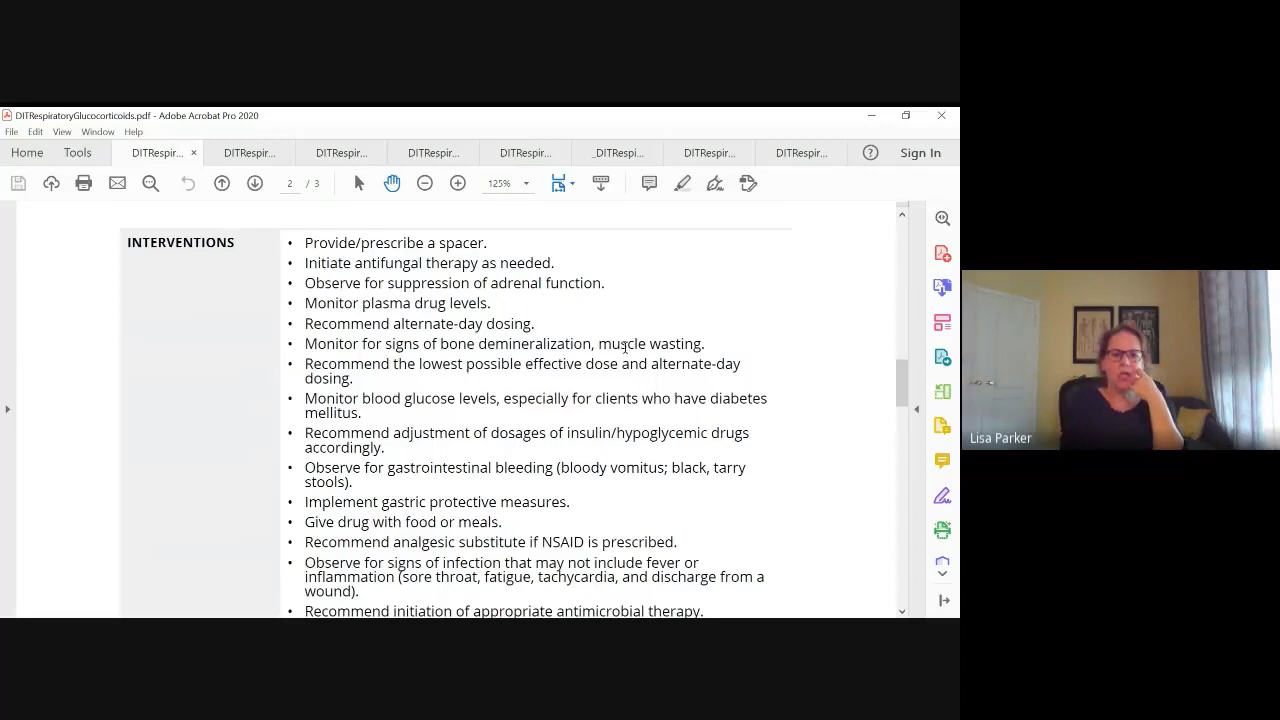 DITRespiratoryGlucocorticoids.pdf - Adobe Acrobat Pro 2020
File Edit View Window Help
Home Tools DITRespir... × DITRespir... DITRespir... DITRespir... DITRespir... _DITRespi... DITRespir... DITRespir... Sign In
2 / 3 125%
INTERVENTIONS
• Provide/prescribe a spacer.
• Initiate antifungal therapy as needed.
• Observe for suppression of adrenal function.
• Monitor plasma drug levels.
• Recommend alternate-day dosing.
• Monitor for signs of bone demineralization, muscle wasting.
• Recommend the lowest possible effective dose and alternate-day
dosing.
• Monitor blood glucose levels, especially for clients who have diabetes
mellitus.
• Recommend adjustment of dosages of insulin/hypoglycemic drugs
accordingly.
• Observe for gastrointestinal bleeding (bloody vomitus; black, tarry
stools).
• Implement gastric protective measures.
• Give drug with food or meals.
• Recommend analgesic substitute if NSAID is prescribed.
• Observe for signs of infection that may not include fever or
inflammation (sore throat, fatigue, tachycardia, and discharge from a
wound).
• Recommend initiation of appropriate antimicrobial therapy.
Lisa Parker